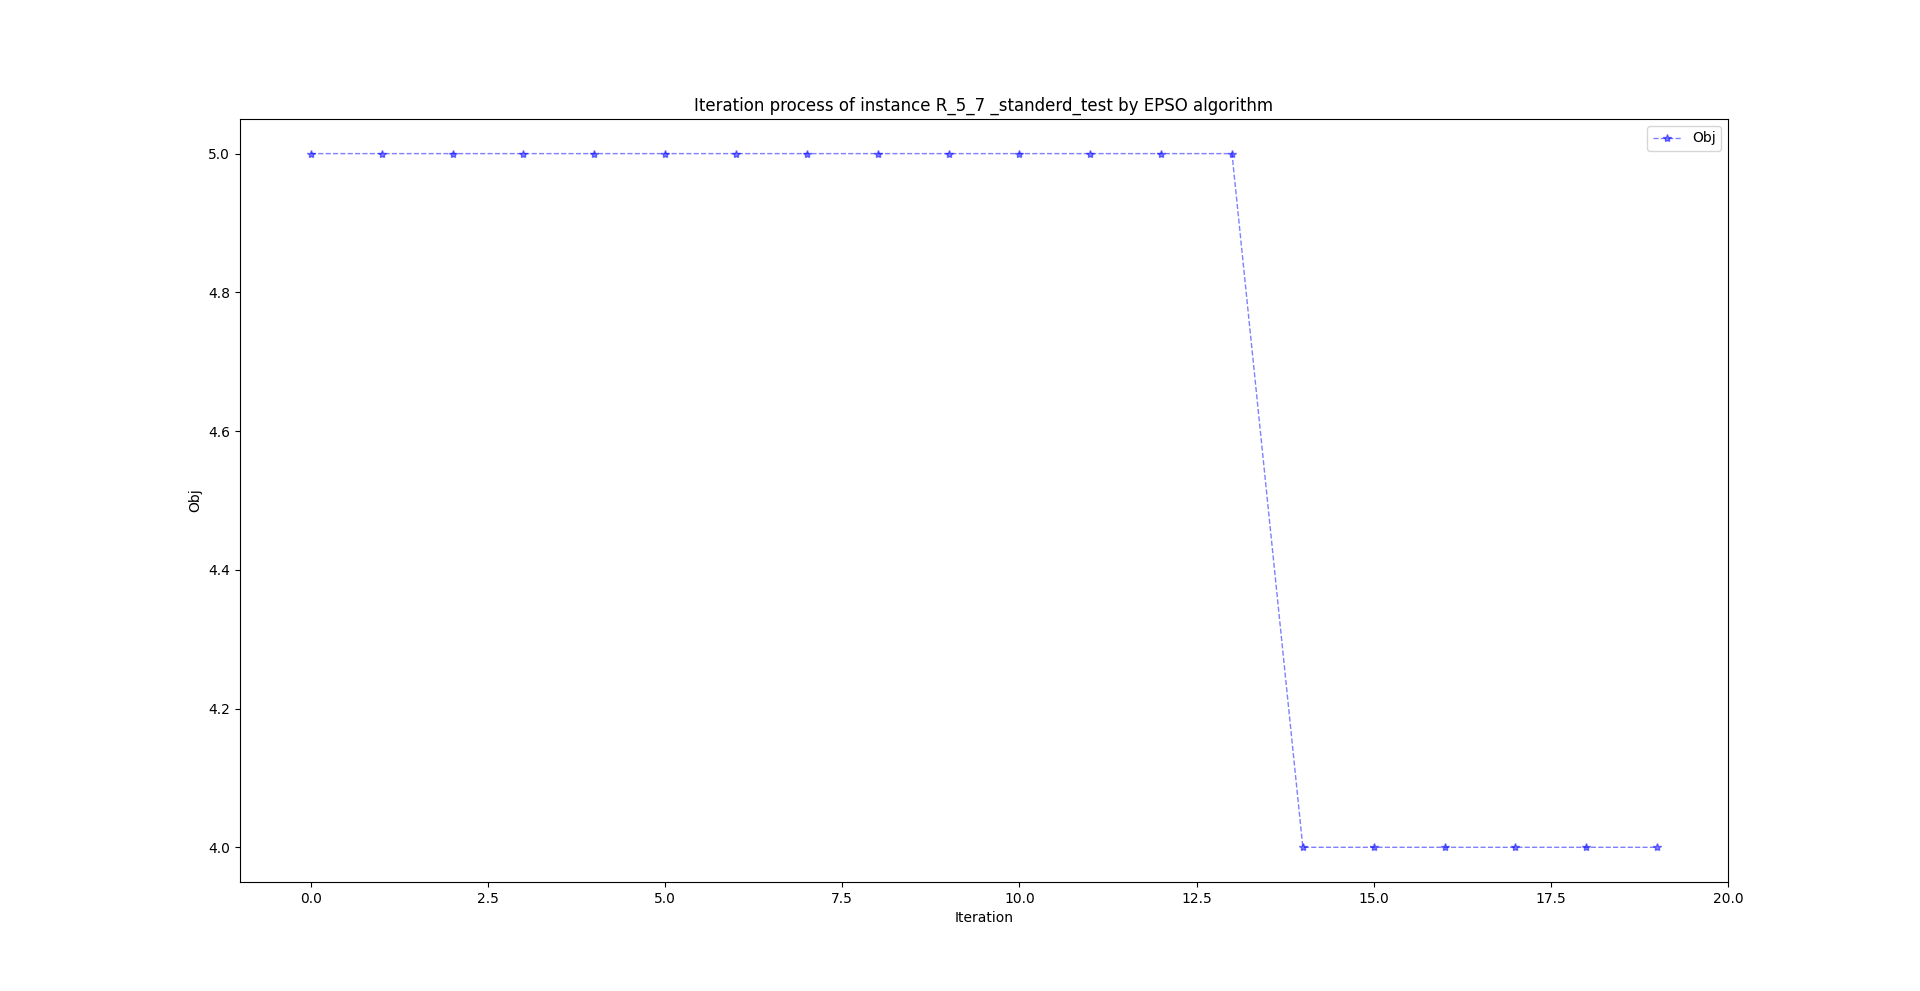 Iteration process of instance R_5_7 _standerd_test by EPSO algorithm
Obj
5.0
4.8
4.6
4.4
4.2
4.0
Obj
0.0 2.5 5.0 7.5 10.0 12.5 15.0 17.5 20.0
Iteration